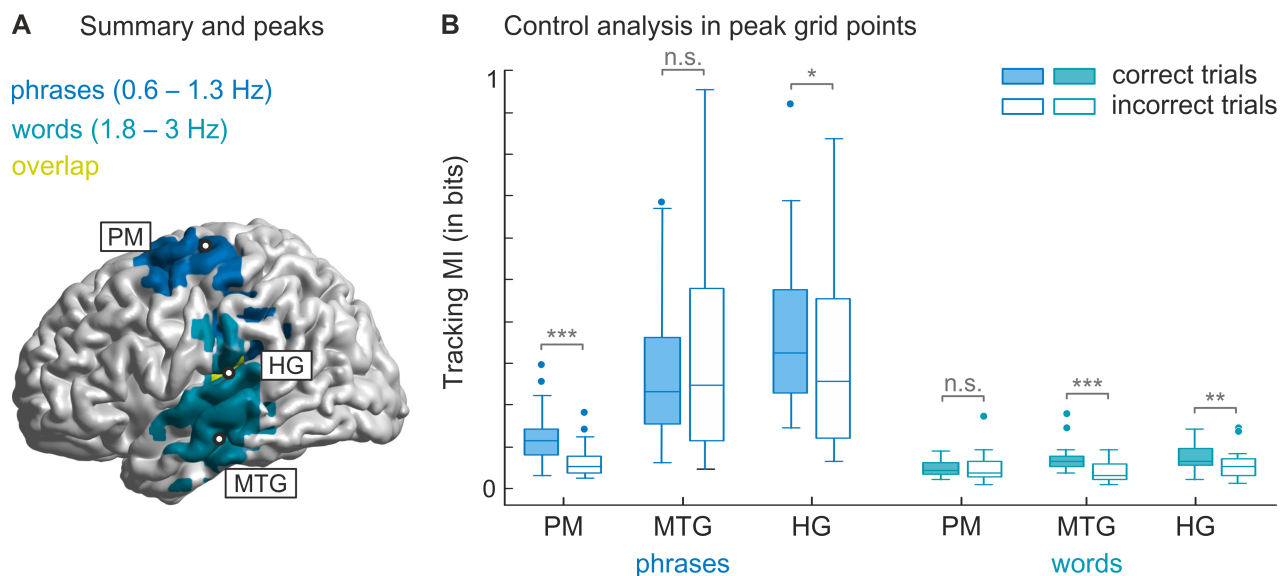 A Summary and peaks
phrases (0.6 – 1.3 Hz)
words (1.8 – 3 Hz)
overlap
PM
HG
MTG
B Control analysis in peak grid points
correct trials
incorrect trials
Tracking MI (in bits)
1
0
***
n.s.
*
n.s.
***
**
PM MTG HG PM MTG HG
phrases words